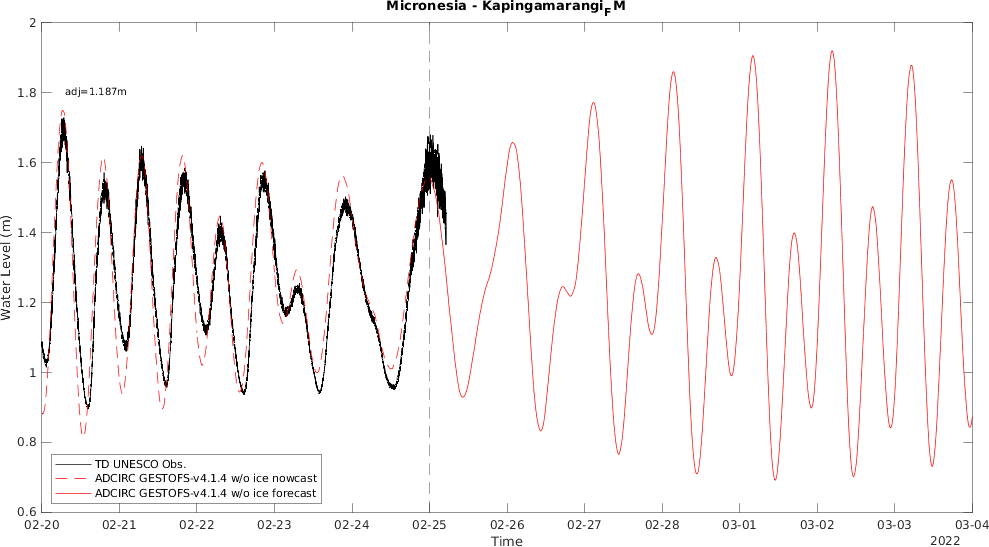 Micronesia - Kapingamarangi_FM
adj=1.187m
Water Level (m)
2
1.8
1.6
1.4
1.2
1
0.8
0.6
TD UNESCO Obs.
ADCIRC GESTOFS-v4.1.4 w/o ice nowcast
ADCIRC GESTOFS-v4.1.4 w/o ice forecast
02-20 02-21 02-22 02-23 02-24 02-25 02-26 02-27 02-28 03-01 03-02 03-03 03-04
Time
2022